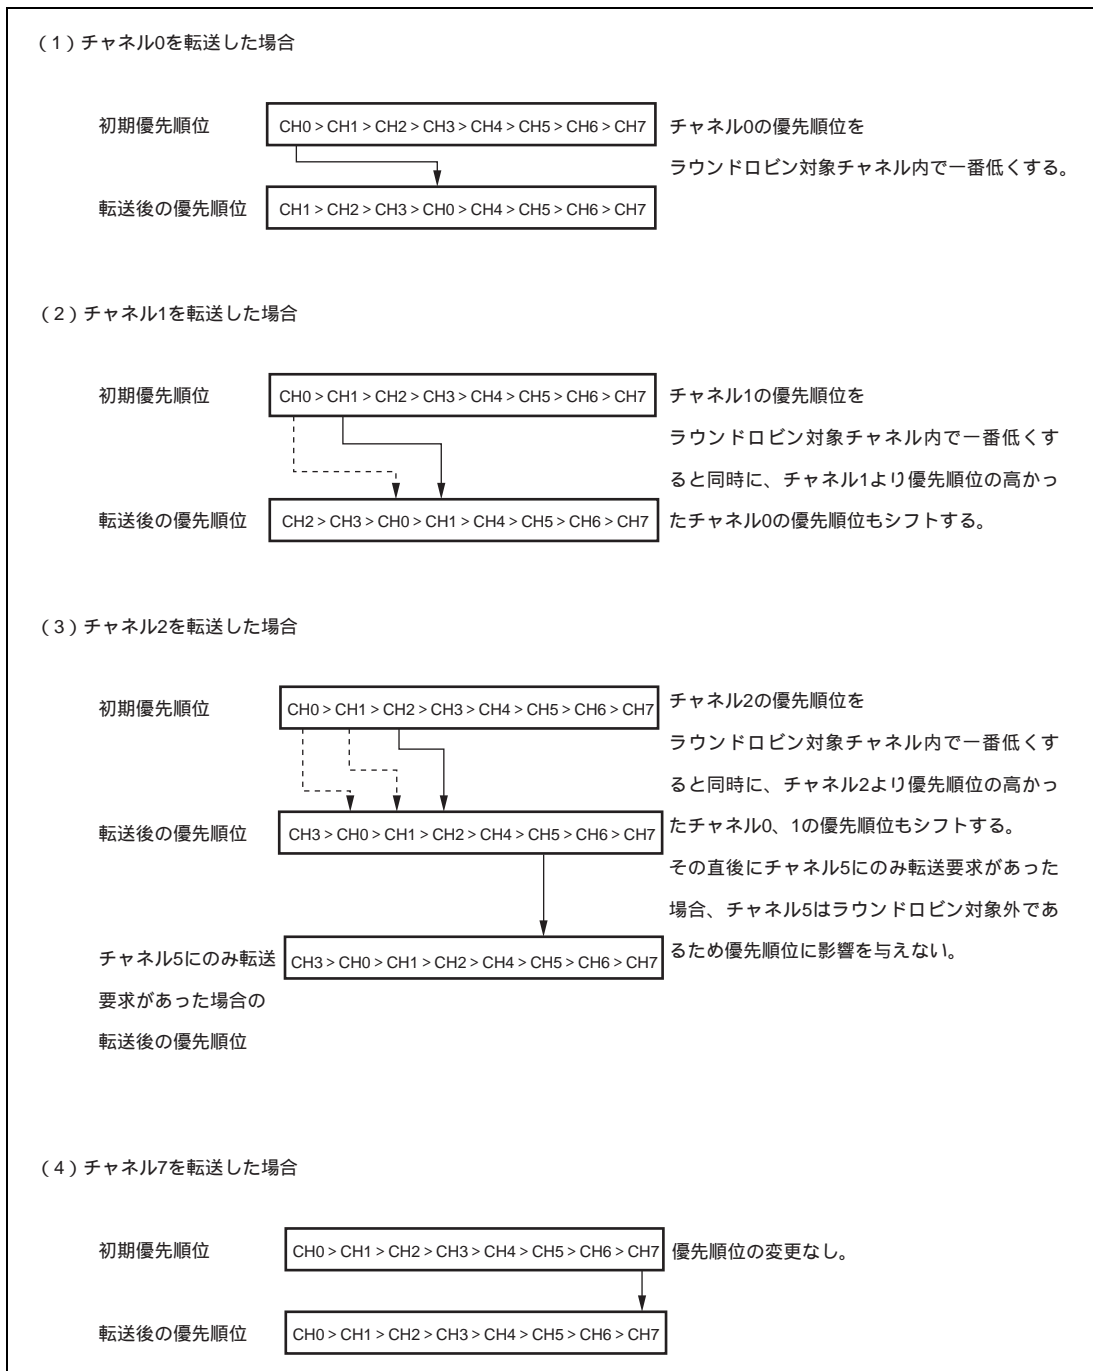 （1）チャネル0を転送した場合
初期優先順位
CH0 > CH1 > CH2 > CH3 > CH4 > CH5 > CH6 > CH7
チャネル0の優先順位を
ラウンドロビン対象チャネル内で一番低くする。
転送後の優先順位
CH1 > CH2 > CH3 > CH0 > CH4 > CH5 > CH6 > CH7
（2）チャネル1を転送した場合
初期優先順位
CH0 > CH1 > CH2 > CH3 > CH4 > CH5 > CH6 > CH7
チャネル1の優先順位を
ラウンドロビン対象チャネル内で一番低くす
ると同時に、チャネル1より優先順位の高かっ
たチャネル0の優先順位もシフトする。
転送後の優先順位
CH2 > CH3 > CH0 > CH1 > CH4 > CH5 > CH6 > CH7
（3）チャネル2を転送した場合
初期優先順位
CH0 > CH1 > CH2 > CH3 > CH4 > CH5 > CH6 > CH7
チャネル2の優先順位を
ラウンドロビン対象チャネル内で一番低くす
ると同時に、チャネル2より優先順位の高かっ
たチャネル0、1の優先順位もシフトする。
その直後にチャネル5にのみ転送要求があった
場合、チャネル5はラウンドロビン対象外であ
るため優先順位に影響を与えない。
転送後の優先順位
CH3 > CH0 > CH1 > CH2 > CH4 > CH5 > CH6 > CH7
チャネル5にのみ転送
要求があった場合の
転送後の優先順位
CH3 > CH0 > CH1 > CH2 > CH4 > CH5 > CH6 > CH7
（4）チャネル7を転送した場合
初期優先順位
CH0 > CH1 > CH2 > CH3 > CH4 > CH5 > CH6 > CH7
優先順位の変更なし。
転送後の優先順位
CH0 > CH1 > CH2 > CH3 > CH4 > CH5 > CH6 > CH7